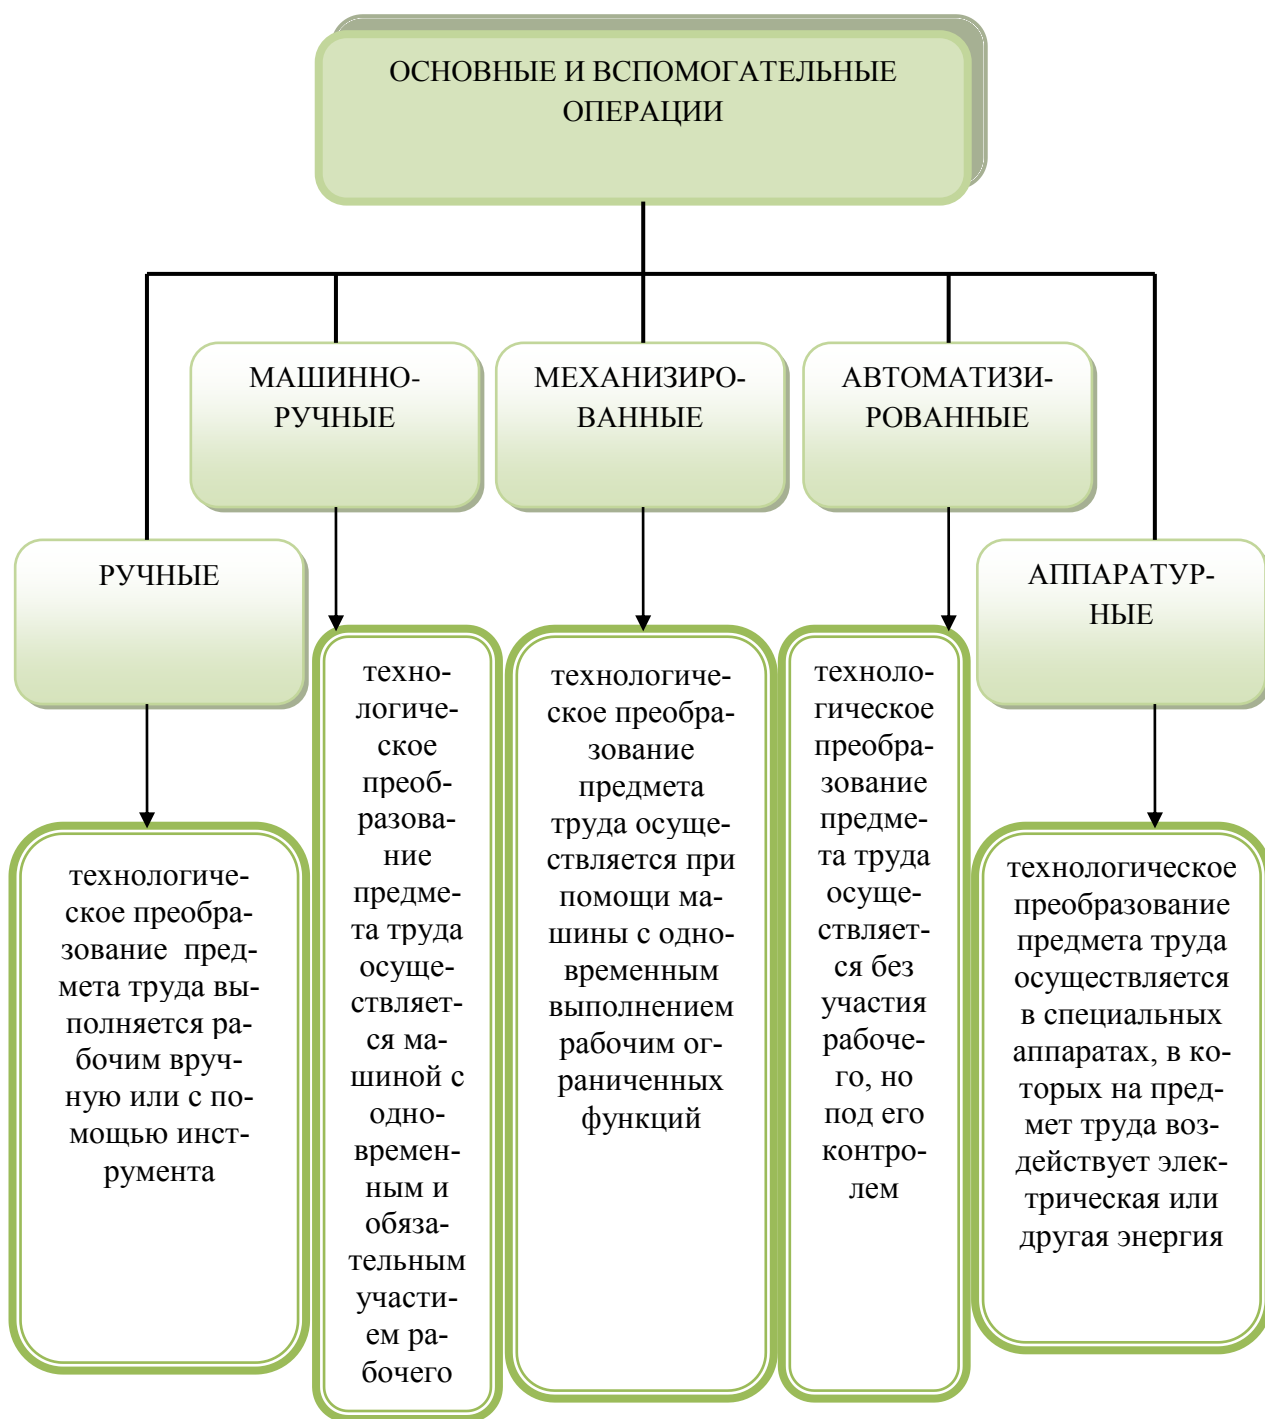 ОСНОВНЫЕ И ВСПОМОГАТЕЛЬНЫЕ
ОПЕРАЦИИ
РУЧНЫЕ
техноло­гиче-
ское преобра-
зование пред-
мета труда вы-
полняется ра-
бочим вруч-
ную или с по-
мощью инст-
румента
МАШИННО-
РУЧНЫЕ
техно-
логиче-
ское
преоб-
разова-
ние
предме-
та труда
осуще-
ствляет-
ся ма-
шиной с
одно-
времен-
ным и
обяза-
тельным
участи-
ем ра-
бочего
МЕХАНИЗИРО-
ВАННЫЕ
технологиче-
ское преобра-
зование
предмета
труда осуще-
ствляется при
помощи ма-
шины с одно-
временным
выполнением
рабочим ог-
раниченных
функций
АВТОМАТИЗИ-
РОВАННЫЕ
техноло-
гическое
преобра-
зование
предме-
та труда
осуще-
ствляет-
ся без
участия
рабоче-
го, но
под его
контро-
лем
АППАРАТУР-
НЫЕ
технологическое
преобразование
предмета труда
осуществляется
в специальных
аппаратах, в ко-
торых на пред-
мет труда воз-
действует элек-
трическая или
другая энергия